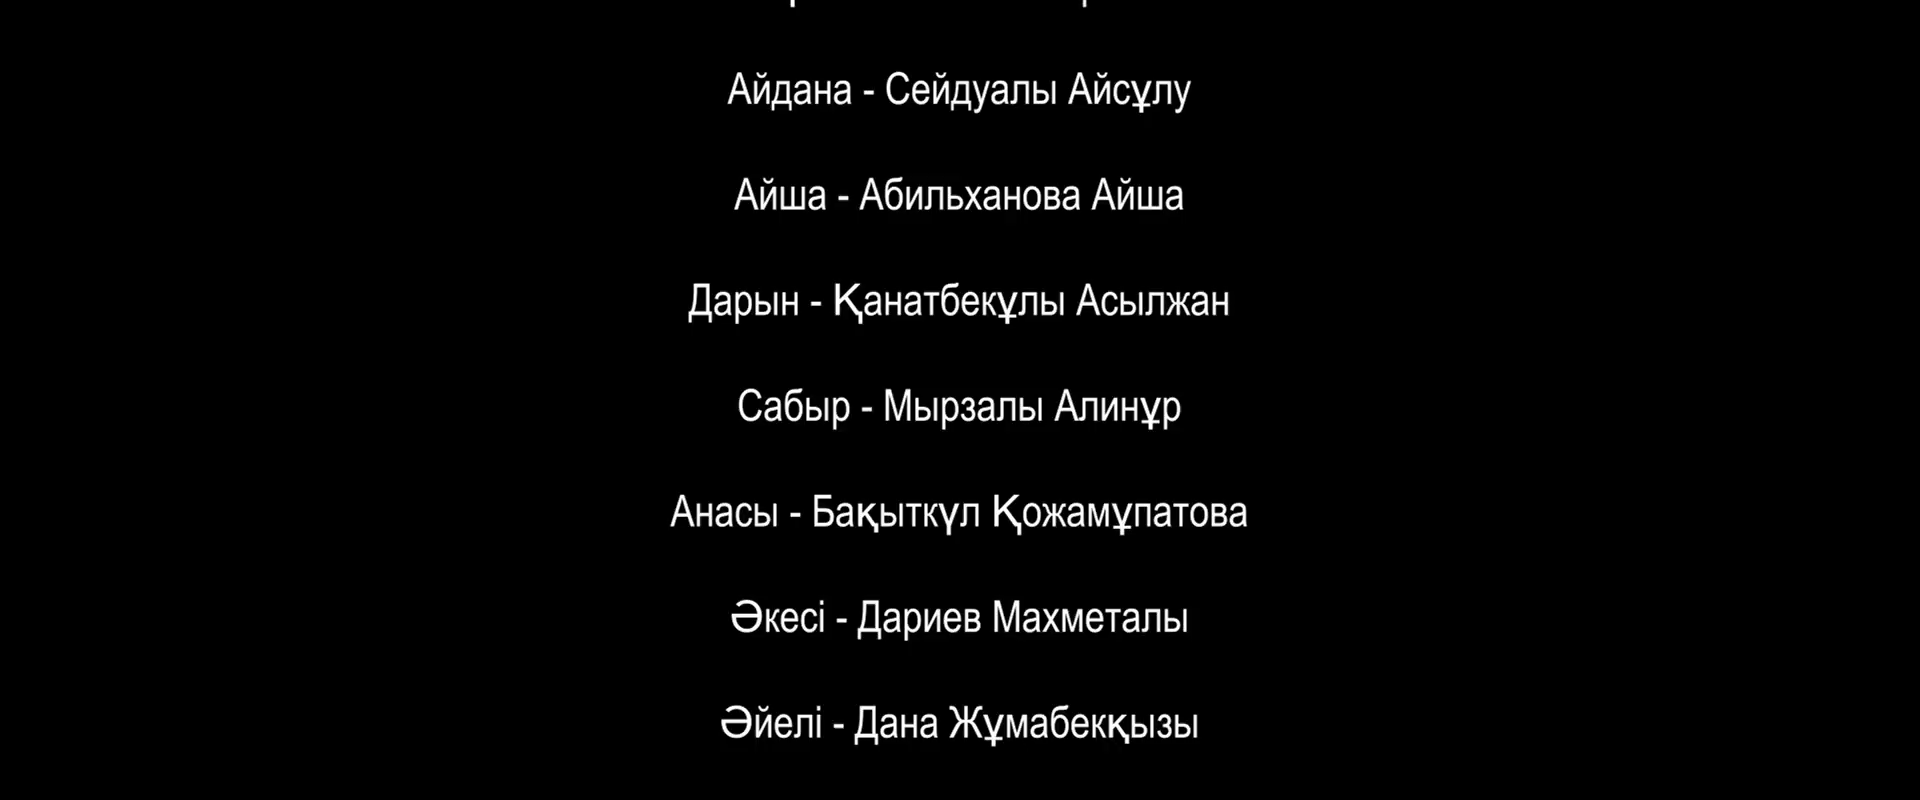 Айдана - Сейдуалы Айсұлу
Айша - Абильханова Айша
Дарын - Қанатбекұлы Асылжан
Сабыр - Мырзалы Алинұр
Анасы - Бақыткүл Қожамұпатова
Әкесі - Дариев Махметалы
Әйелі - Дана Жұмабекқызы